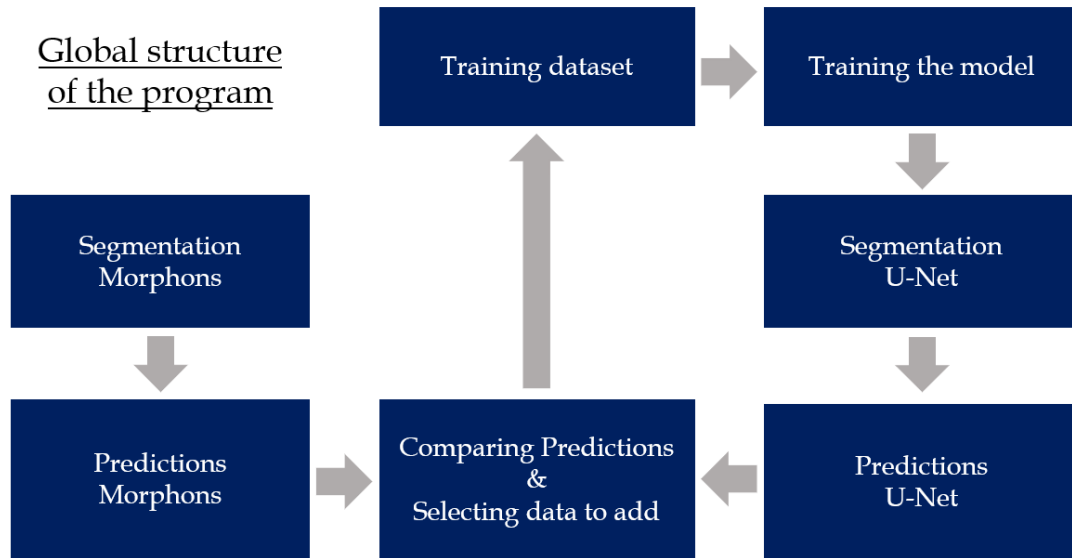 Global structure
of the program
Training dataset
Training the model
Segmentation
Morphons
Segmentation
U-Net
Predictions
Morphons
Comparing Predictions
&
Selecting data to add
Predictions
U-Net